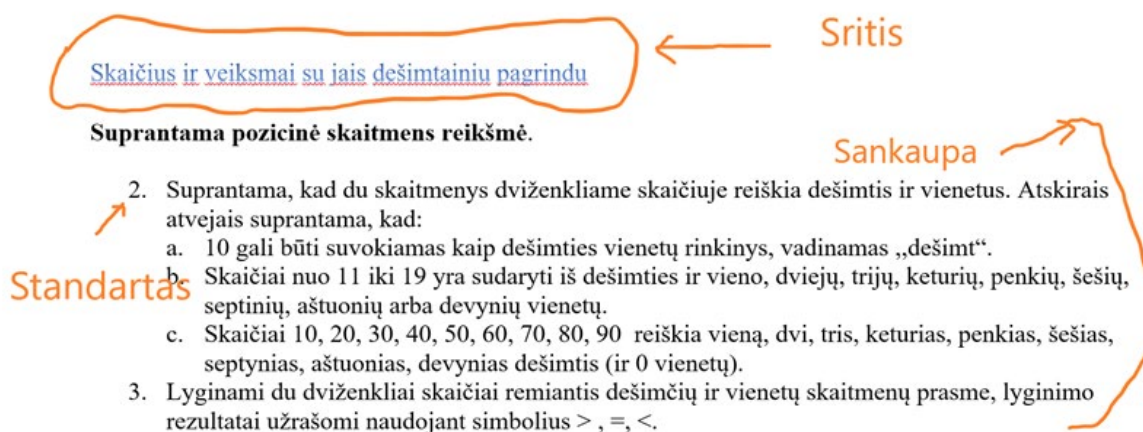 Sritis
Skaičius ir veiksmai su jais dešimtainiu pagrindu
Suprantama pozicinė skaitmens reikšmė.
Sankaupa
2. Suprantama, kad du skaitmenys dviženkliame skaičiuje reiškia dešimtis ir vienetus. Atskirais
atvejais suprantama, kad:
a. 10 gali būti suvokiamas kaip dešimties vienetų rinkinys, vadinamas „dešimt“.
Standartas
b. Skaičiai nuo 11 iki 19 yra sudaryti iš dešimties ir vieno, dviejų, trijų, keturių, penkių, šešių,
septinių, aštuonių arba devynių vienetų.
c. Skaičiai 10, 20, 30, 40, 50, 60, 70, 80, 90 reiškia vieną, dvi, tris, keturias, penkias, šešias,
septynias, aštuonias, devynias dešimtis (ir 0 vienetų).
3. Lyginami du dviženkliai skaičiai remiantis dešimčių ir vienetų skaitmenų prasme, lyginimo
rezultatai užrašomi naudojant simbolius > , =, <.